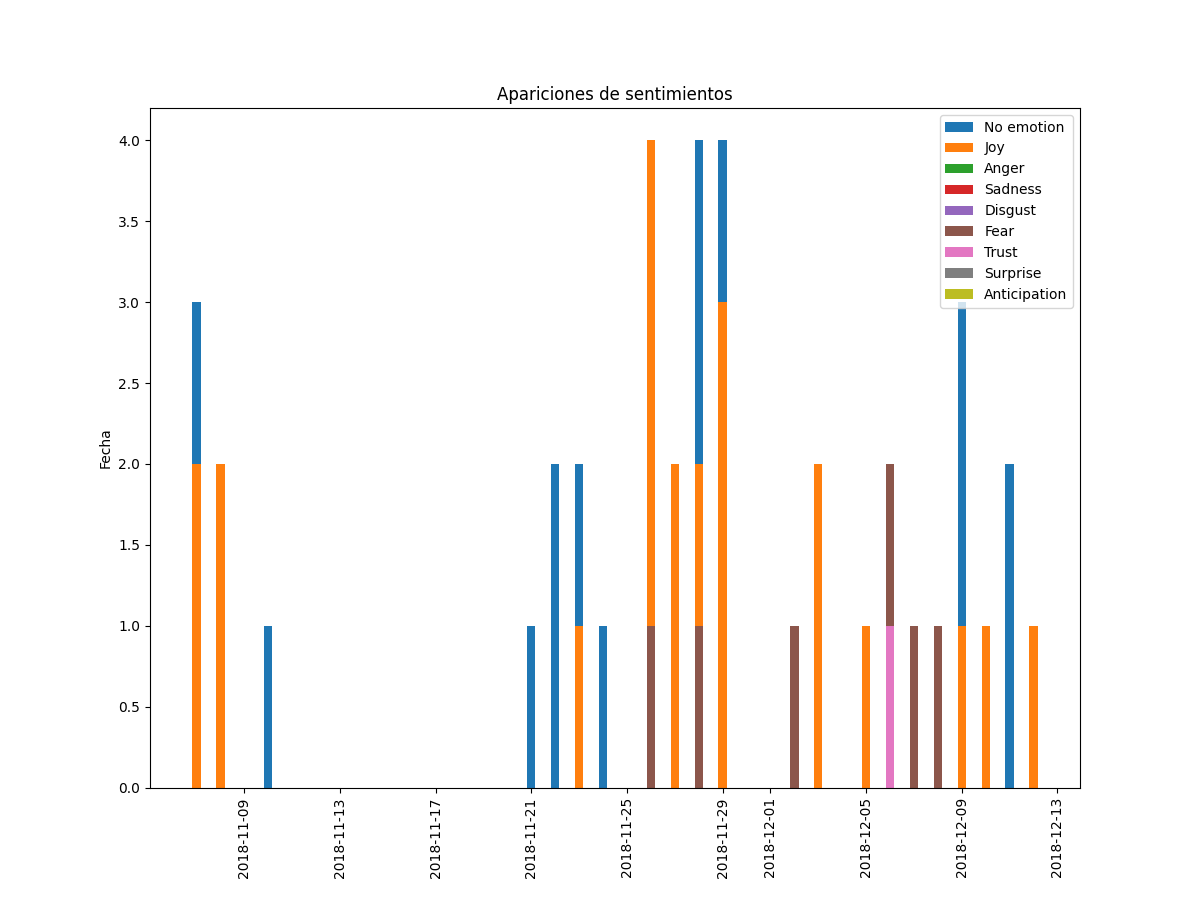 Apariciones de sentimientos
No emotion
Joy
Anger
Sadness
Disgust
Fear
Trust
Surprise
Anticipation
Fecha
4.0
3.5
3.0
2.5
2.0
1.5
1.0
0.5
0.0
2018-11-09
2018-11-13
2018-11-17
2018-11-21
2018-11-25
2018-11-29
2018-12-01
2018-12-05
2018-12-09
2018-12-13